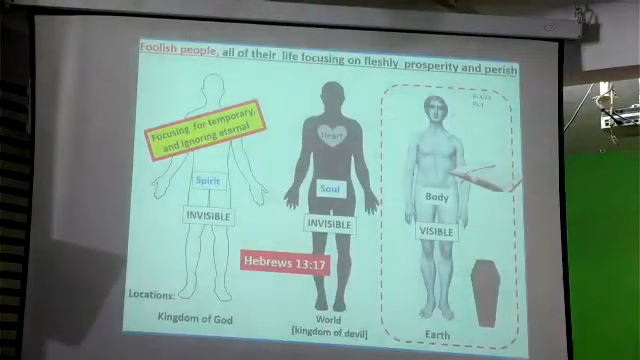 Foolish people, all of their life focusing on fleshly prosperity and perish
Focusing for temporary,
and ignoring eternal
Heart
Spirit
Soul
Body
INVISIBLE
INVISIBLE
VISIBLE
Hebrews 13:17
Locations:
Kingdom of God
World
[kingdom of devil]
Earth